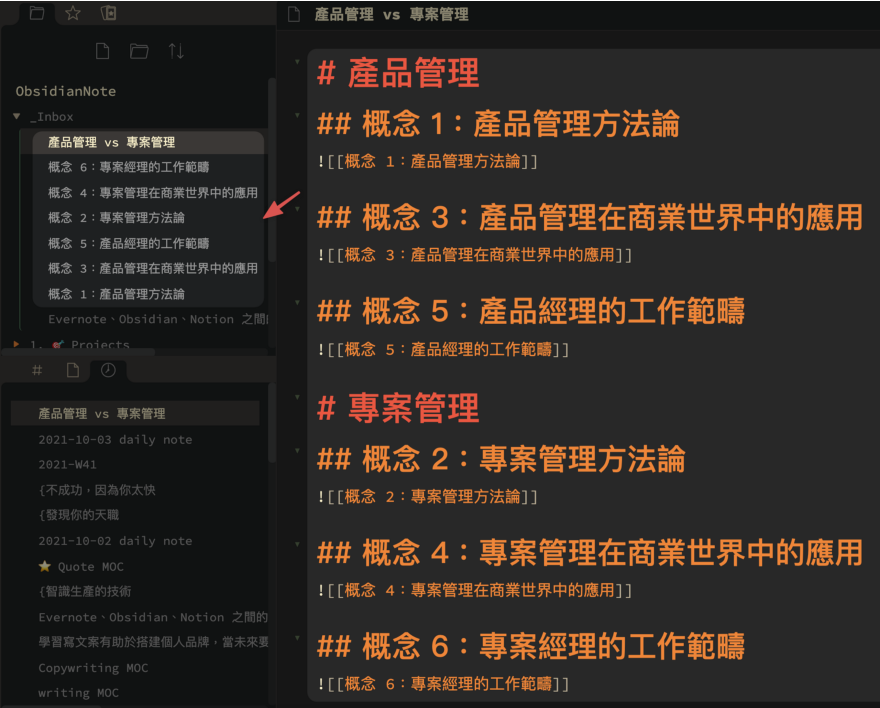 產品管理 vs 專案管理
ObsidianNote
_Inbox
產品管理 vs 專案管理
概念 6：專案經理的工作範疇
概念 4：專案管理在商業世界中的應用
概念 2：專案管理方法論
概念 5：產品經理的工作範疇
概念 3：產品管理在商業世界中的應用
概念 1：產品管理方法論
Evernote、Obsidian、Notion 之間
1. 🚀 Projects
#
產品管理 vs 專案管理
2021-10-03 daily note
2021-W41
{不成功，因為你太快
{發現你的天職
2021-10-02 daily note
⭐ Quote MOC
{智識生產的技術
Evernote、Obsidian、Notion 之間的
學習寫文案有助於搭建個人品牌，當未來要
Copywriting MOC
writing MOC
# 產品管理
## 概念 1：產品管理方法論
![[概念 1：產品管理方法論]]
## 概念 3：產品管理在商業世界中的應用
![[概念 3：產品管理在商業世界中的應用]]
## 概念 5：產品經理的工作範疇
![[概念 5：產品經理的工作範疇]]
# 專案管理
## 概念 2：專案管理方法論
![[概念 2：專案管理方法論]]
## 概念 4：專案管理在商業世界中的應用
![[概念 4：專案管理在商業世界中的應用]]
## 概念 6：專案經理的工作範疇
![[概念 6：專案經理的工作範疇]]